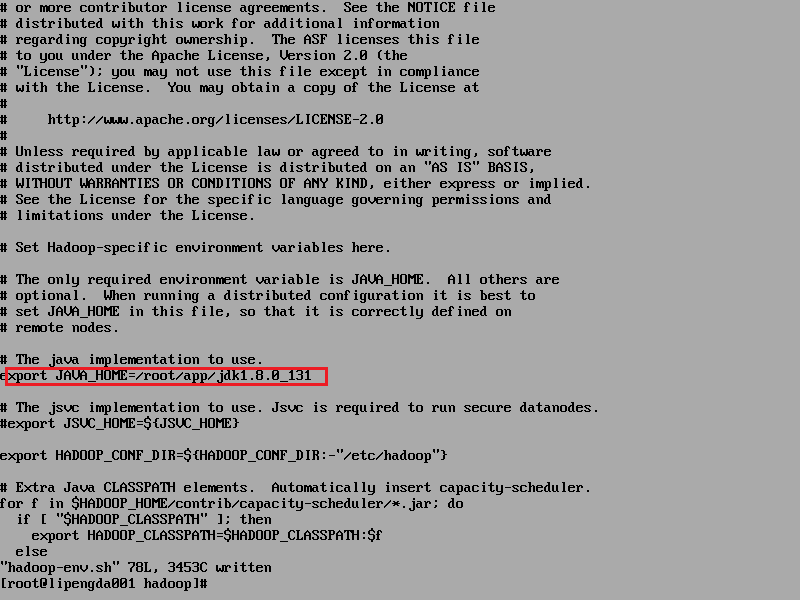 # or more contributor license agreements.  See the NOTICE file
# distributed with this work for additional information
# regarding copyright ownership.  The ASF licenses this file
# to you under the Apache License, Version 2.0 (the
# "License"); you may not use this file except in compliance
# with the License.  You may obtain a copy of the License at
#
#     http://www.apache.org/licenses/LICENSE-2.0
#
# Unless required by applicable law or agreed to in writing, software
# distributed under the License is distributed on an "AS IS" BASIS,
# WITHOUT WARRANTIES OR CONDITIONS OF ANY KIND, either express or implied.
# See the License for the specific language governing permissions and
# limitations under the License.
# Set Hadoop-specific environment variables here.
# The only required environment variable is JAVA_HOME.  All others are
# optional.  When running a distributed configuration it is best to
# set JAVA_HOME in this file, so that it is correctly defined on
# remote nodes.
# The java implementation to use.
export JAVA_HOME=/root/app/jdk1.8.0_131
# The jsvc implementation to use. Jsvc is required to run secure datanodes.
#export JSVC_HOME=${JSVC_HOME}
export HADOOP_CONF_DIR=${HADOOP_CONF_DIR:-"/etc/hadoop"}
# Extra Java CLASSPATH elements.  Automatically insert capacity-scheduler.
for f in $HADOOP_HOME/contrib/capacity-scheduler/*.jar; do
  if [ "$HADOOP_CLASSPATH" ]; then
    export HADOOP_CLASSPATH=$HADOOP_CLASSPATH:$f
  else
"hadoop-env.sh" 78L, 3453C written
[root@lipengda001 hadoop]#